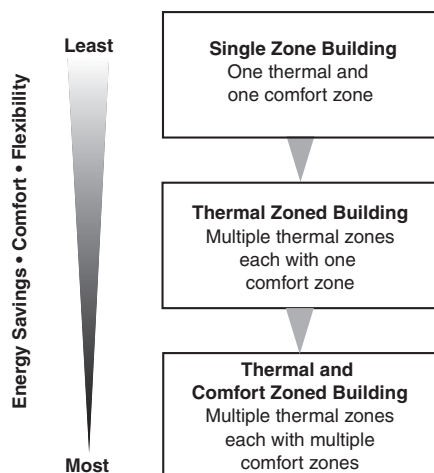 Energy Savings • Comfort • Flexibility
Least
Most
Single Zone Building
One thermal and
one comfort zone
Thermal Zoned Building
Multiple thermal zones
each with one
comfort zone
Thermal and
Comfort Zoned Building
Multiple thermal zones
each with multiple
comfort zones